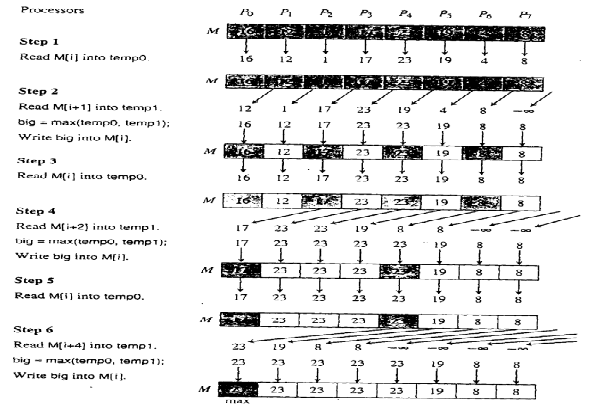 Processors P₀ P₁ P₂ P₃ P₄ P₅ P₆ P₇
M
Step 1
Read M[i] into temp0. 16 12 1 17 23 19 4 8
Step 2
Read M[i+1] into temp1. 12 1 17 23 19 4 8 −∞
big = max(temp0, temp1); 16 12 17 23 23 19 8 8
Write big into M[i].
M 16 12 17 23 23 19 8 8
Step 3
Read M[i] into temp0. 16 12 17 23 23 19 8 8
M 16 12 17 23 23 19 8
Step 4
Read M[i+2] into temp1. 17 23 23 19 8 8 −∞ −∞
big = max(temp0, temp1); 17 23 23 23 23 19 8 8
Write big into M[i].
M 17 23 23 23 23 19 8 8
Step 5
Read M[i] into temp0. 17 23 23 23 23 19 8 8
M 23 23 23 23 19 8 8
Step 6
Read M[i+4] into temp1. 23 19 8 8 −∞ −∞ −∞ −∞
big = max(temp0, temp1); 23 23 23 23 23 19 8 8
Write big into M[i].
M 23 23 23 23 23 19 8 8
max